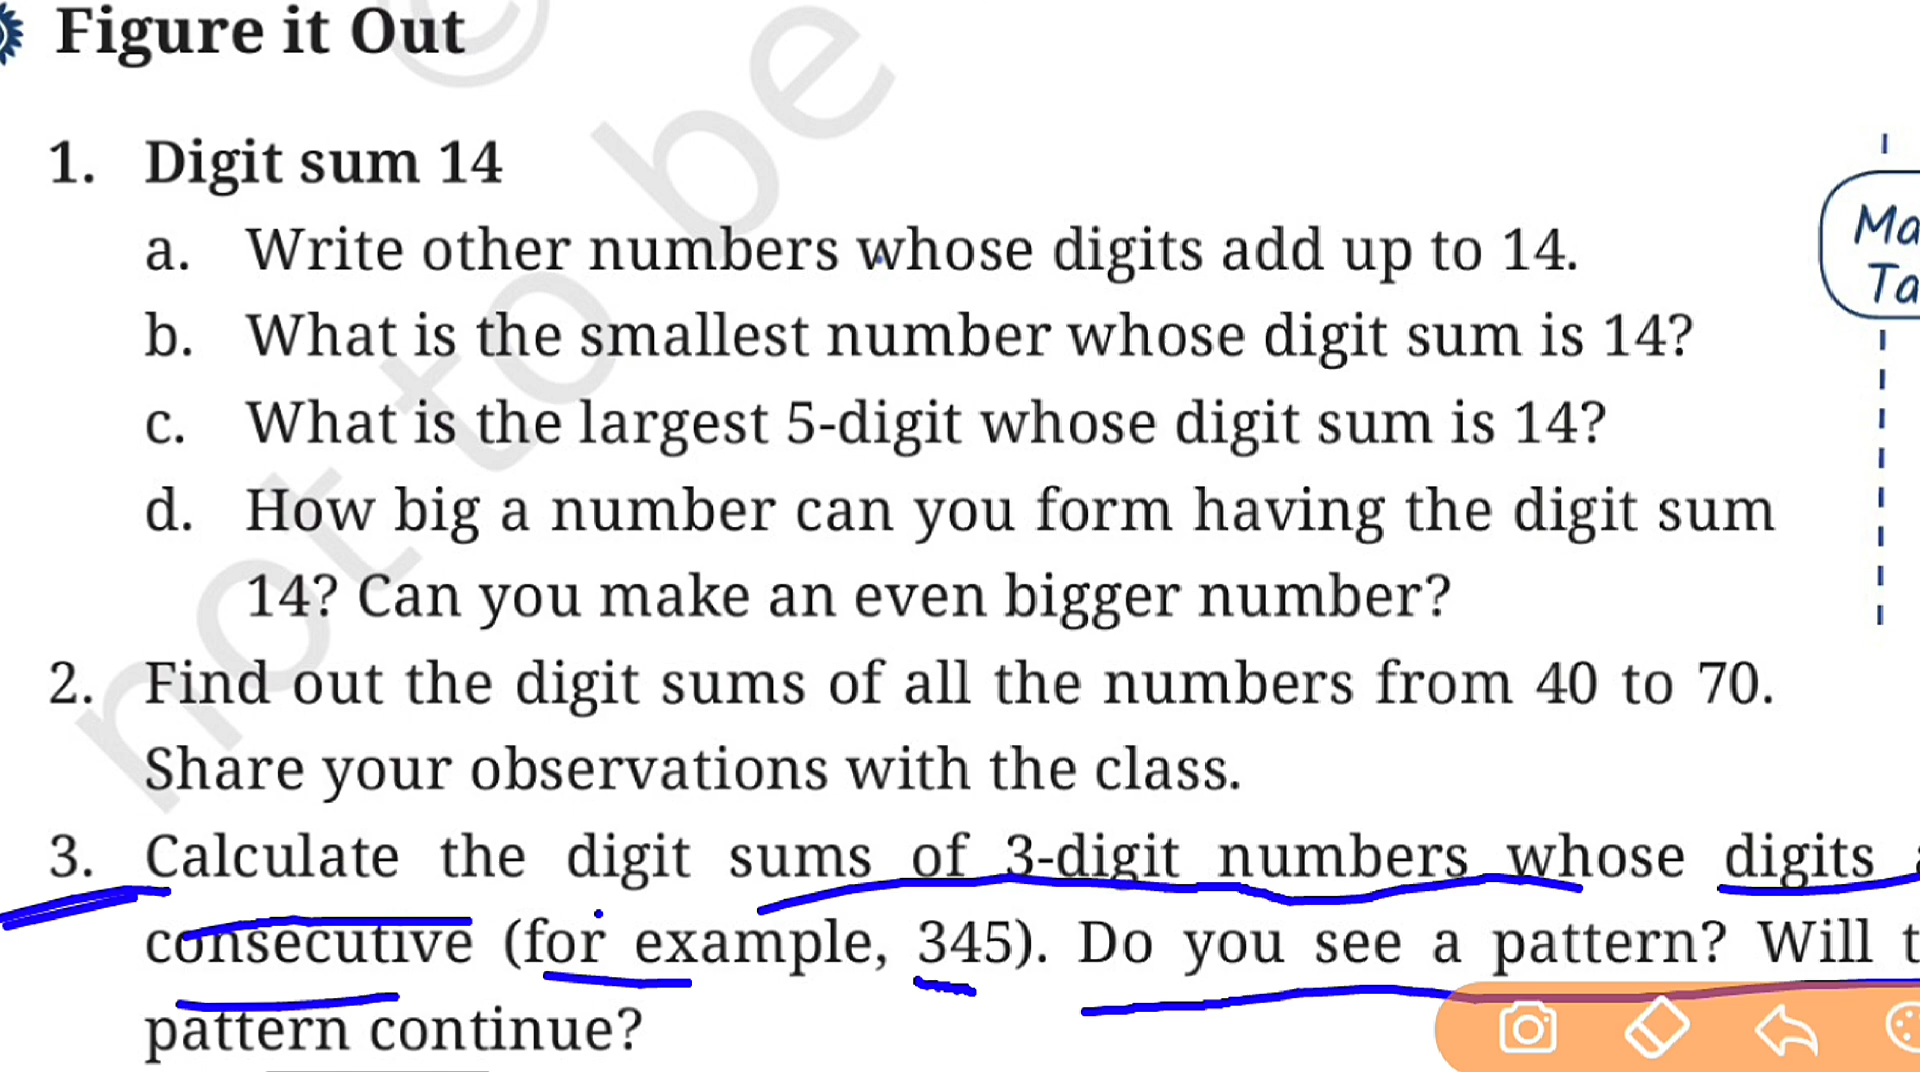 Figure it Out
1. Digit sum 14
a. Write other numbers whose digits add up to 14.
b. What is the smallest number whose digit sum is 14?
c. What is the largest 5-digit whose digit sum is 14?
d. How big a number can you form having the digit sum
14? Can you make an even bigger number?
2. Find out the digit sums of all the numbers from 40 to 70.
Share your observations with the class.
3. Calculate the digit sums of 3-digit numbers whose digits
consecutive (for example, 345). Do you see a pattern? Will
pattern continue?
not to be
©